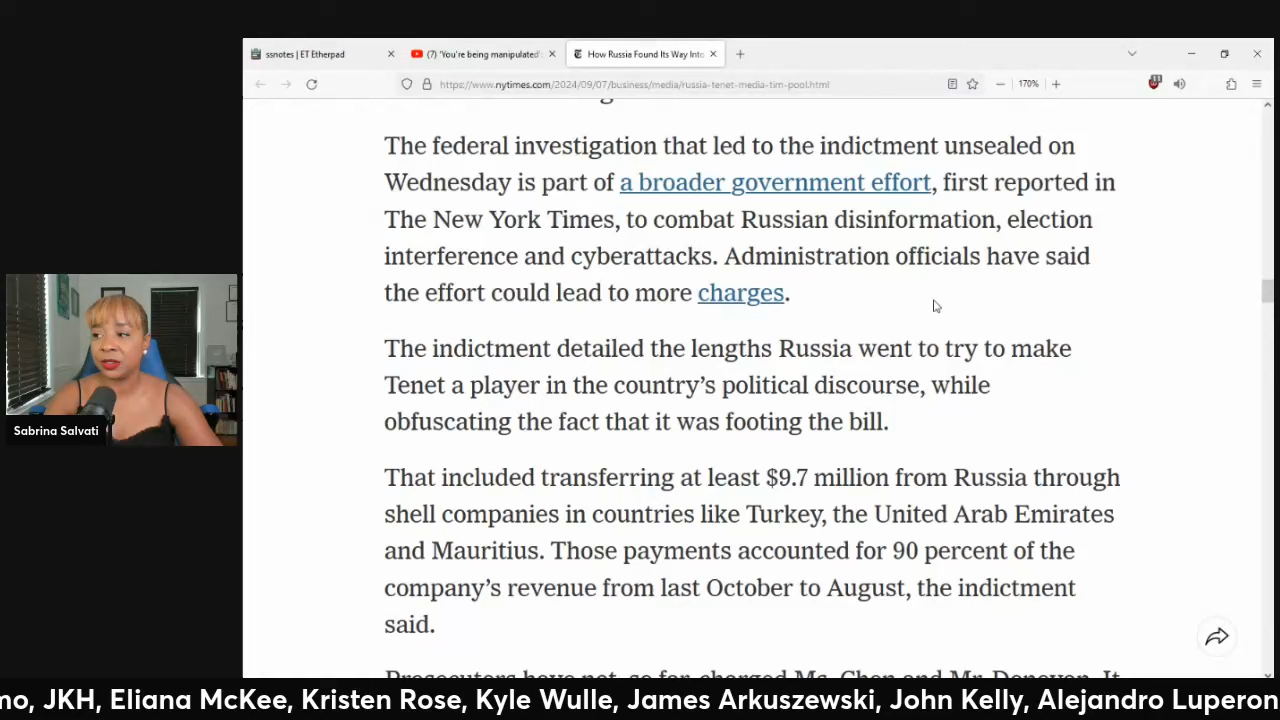 ssnotes | ET Etherpad
(7) 'You're being manipulated'
How Russia Found Its Way Into
https://www.nytimes.com/2024/09/07/business/media/russia-tenet-media-tim-pool.html
170%
The federal investigation that led to the indictment unsealed on
Wednesday is part of a broader government effort, first reported in
The New York Times, to combat Russian disinformation, election
interference and cyberattacks. Administration officials have said
the effort could lead to more charges.
The indictment detailed the lengths Russia went to try to make
Tenet a player in the country's political discourse, while
obfuscating the fact that it was footing the bill.
That included transferring at least $9.7 million from Russia through
shell companies in countries like Turkey, the United Arab Emirates
and Mauritius. Those payments accounted for 90 percent of the
company's revenue from last October to August, the indictment
said.
Prosecutors have not, so far, charged Ms. Chen and Mr. Donovan. It
Sabrina Salvati
mo, JKH, Eliana McKee, Kristen Rose, Kyle Wulle, James Arkuszewski, John Kelly, Alejandro Luperon